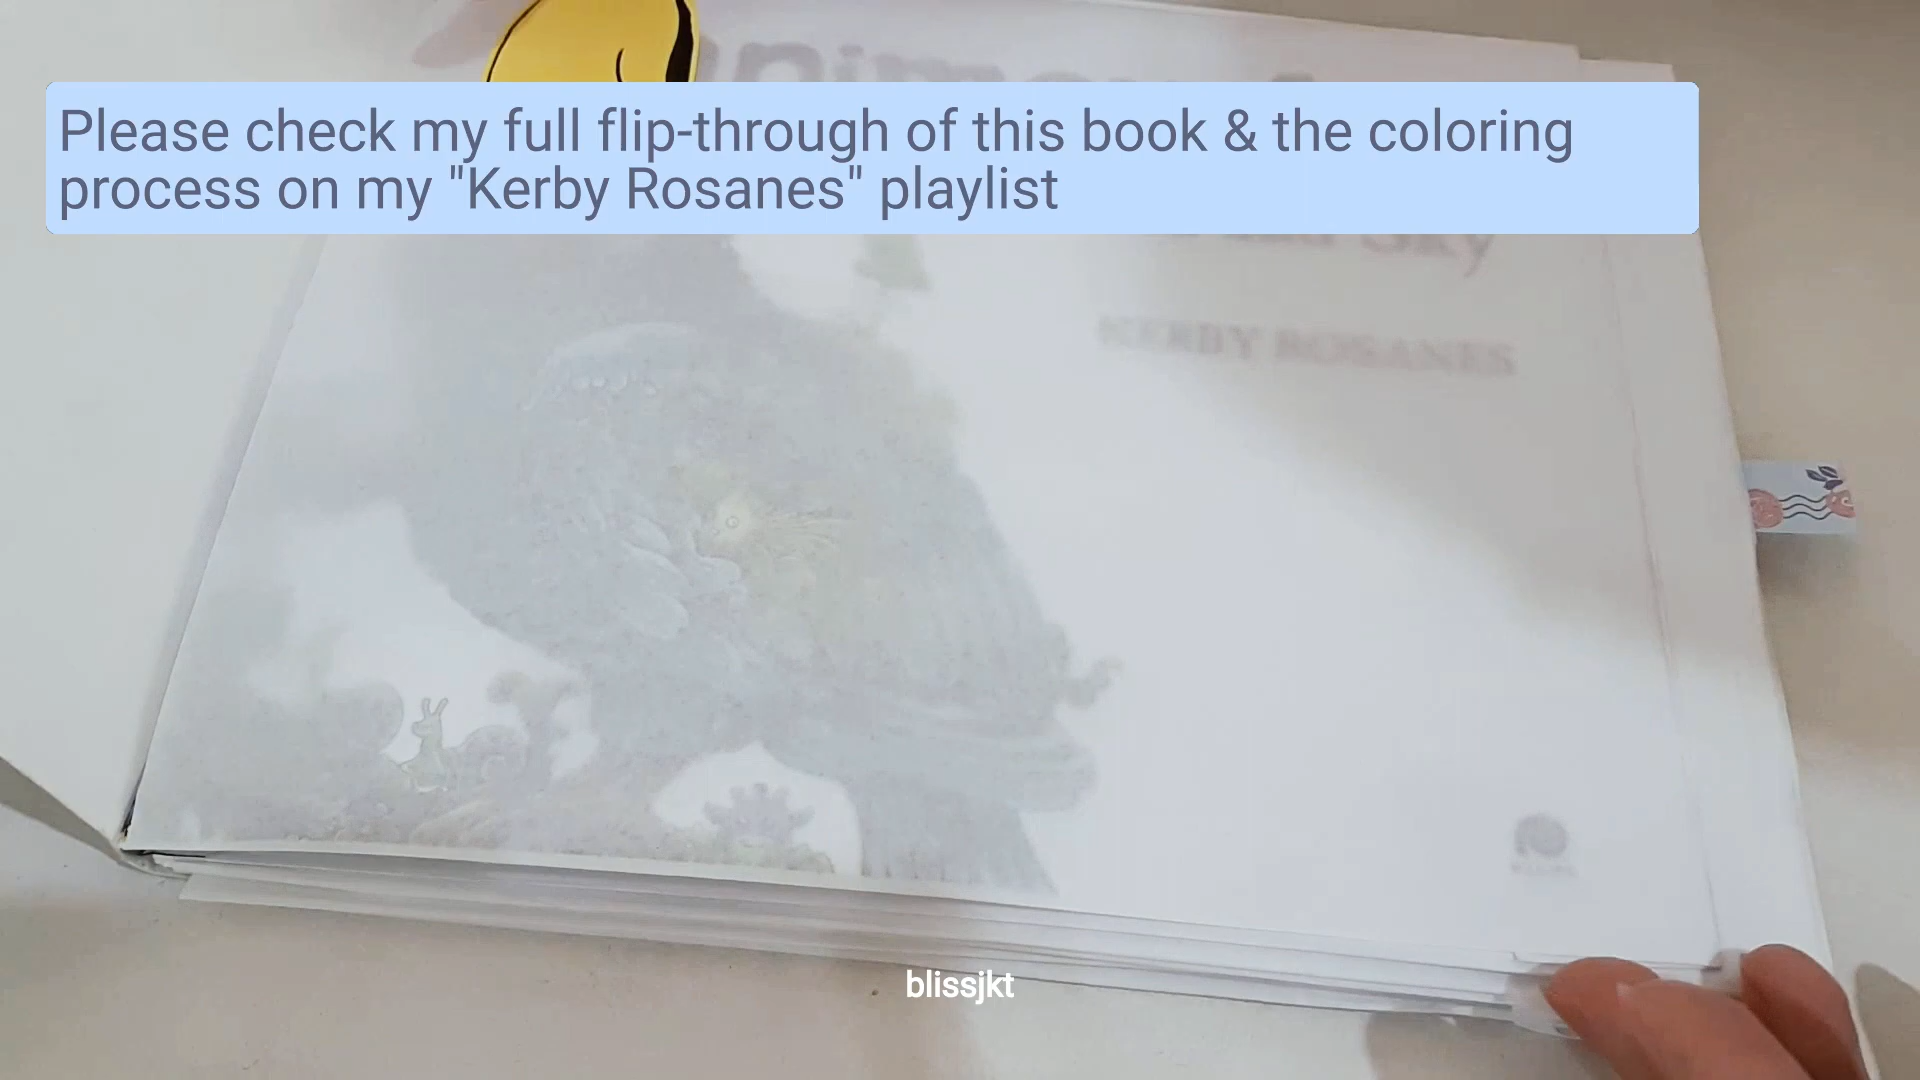 Please check my full flip-through of this book & the coloring
process on my "Kerby Rosanes" playlist
Sky
KERBY ROSANES
blissjkt